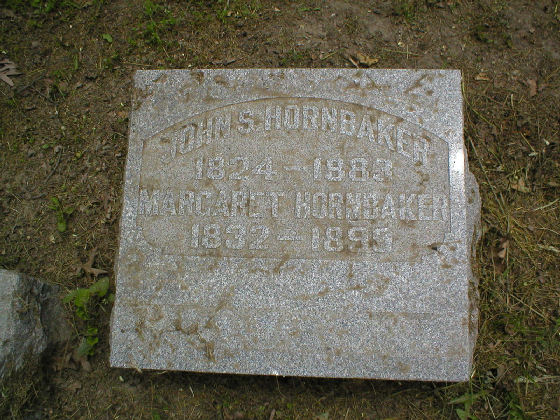 JOHN S. HORNBAKER
1824 - 1883
MARGARET HORNBAKER
1832 - 1895